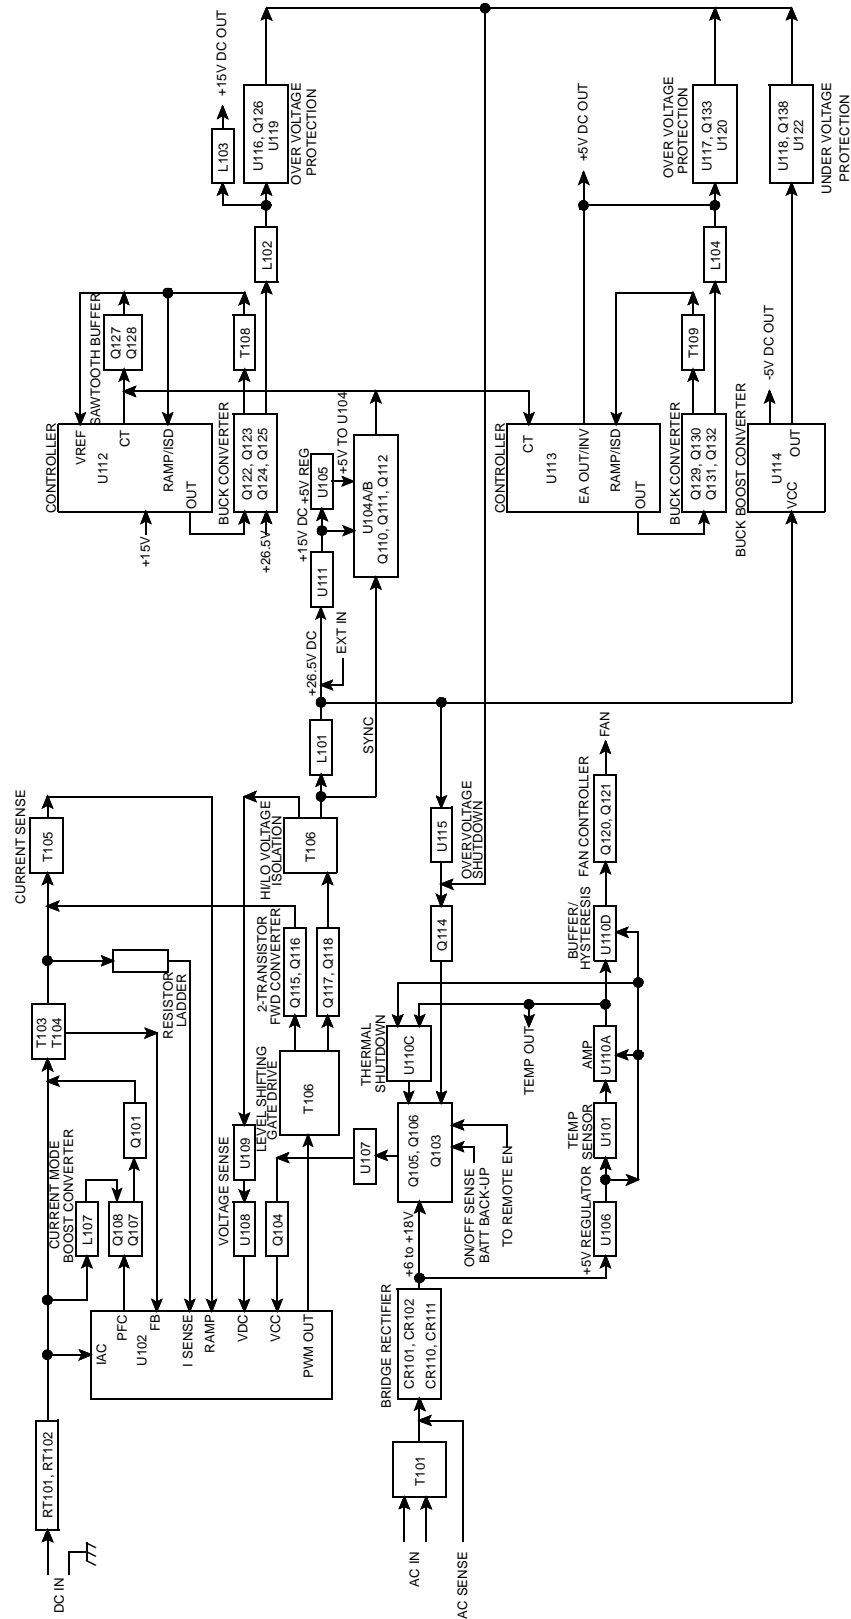 DC IN
RT101, RT102
IAC
PFC
U102
FB
I SENSE
RAMP
VDC
VCC
PWM OUT
CURRENT MODE
BOOST CONVERTER
L107
Q108
Q107
Q101
T103
T104
RESISTOR
LADDER
CURRENT SENSE
T105
VOLTAGE SENSE
U108
U109
Q104
LEVEL SHIFTING
GATE DRIVE
T106
2-TRANSISTOR
FWD CONVERTER
Q115, Q116
Q117, Q118
HI/LO VOLTAGE
ISOLATION
T106
L101
SYNC
+26.5V DC
EXT IN
U111
+15V DC
+5V REG
U105
+5V TO U104
U104A/B
Q110, Q111, Q112
CONTROLLER
+15V
VREF
U112
CT
RAMP/ISD
OUT
SAWTOOTH BUFFER
Q127
Q128
BUCK CONVERTER
+26.5V
Q122, Q123
Q124, Q125
T108
L102
L103
+15V DC OUT
U116, Q126
U119
OVER VOLTAGE
PROTECTION
AC IN
AC SENSE
T101
BRIDGE RECTIFIER
CR101, CR102
CR110, CR111
+6 to +18V
U107
Q105, Q106
Q103
ON/OFF SENSE
BATT BACK-UP
TO REMOTE EN
THERMAL
SHUTDOWN
U110C
Q114
U115
OVERVOLTAGE
SHUTDOWN
+5V REGULATOR
U106
TEMP
SENSOR
U101
AMP
U110A
TEMP OUT
BUFFER/
HYSTERESIS
U110D
FAN CONTROLLER
Q120, Q121
FAN
CONTROLLER
CT
U113
EA OUT/INV
RAMP/ISD
OUT
BUCK CONVERTER
Q129, Q130
Q131, Q132
T109
L104
+5V DC OUT
OVER VOLTAGE
PROTECTION
U117, Q133
U120
BUCK BOOST CONVERTER
U114
VCC
OUT
-5V DC OUT
U118, Q138
U122
UNDER VOLTAGE
PROTECTION